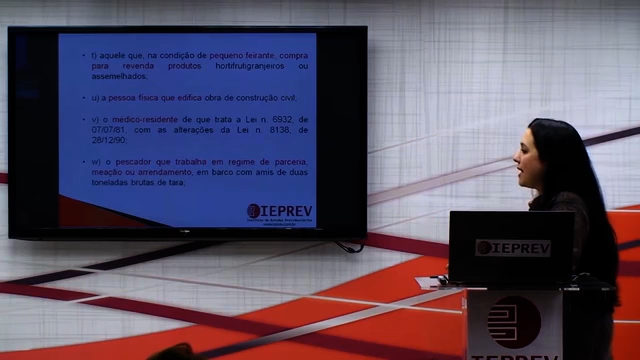 t) aquele que, na condição de pequeno feirante, compra
para revenda produtos hortifrutigranjeiros ou
assemelhados;
u) a pessoa física que edifica obra de construção civil;
v) o médico-residente de que trata a Lei n. 6932, de
07/07/81, com as alterações da Lei n. 8138, de
28/12/90;
w) o pescador que trabalha em regime de parceria,
meação ou arrendamento, em barco com amis de duas
toneladas brutas de tara;
IEPREV
IEPREV
IEPREV